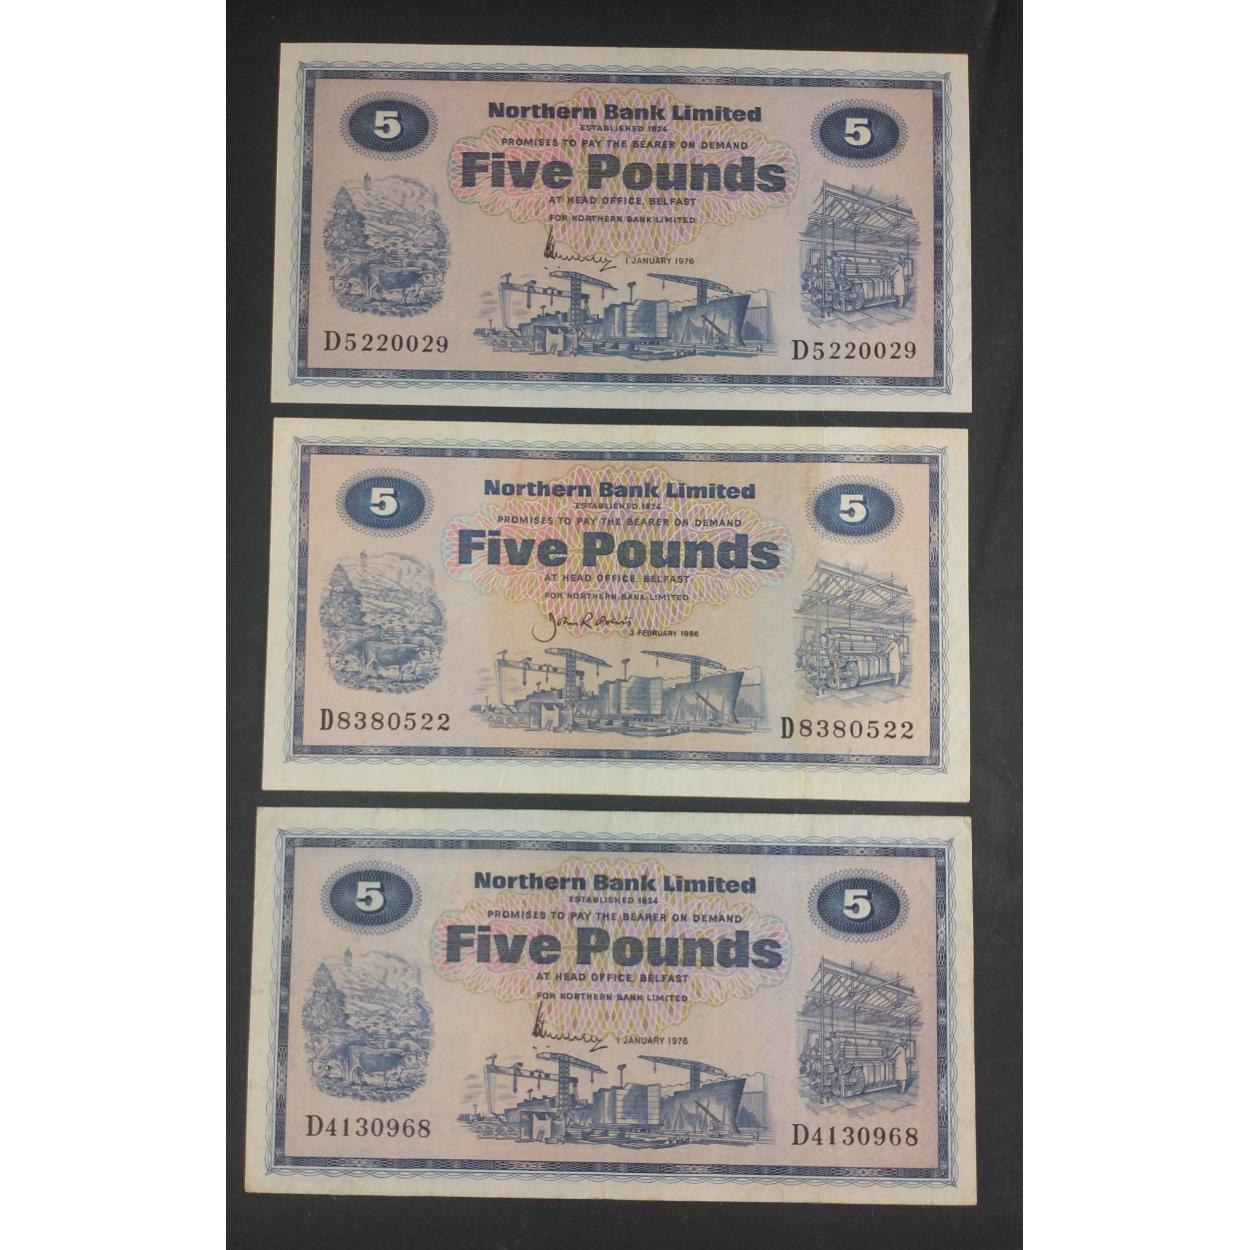 5
5
Northern Bank Limited
ESTABLISHED 1824
PROMISES TO PAY THE BEARER ON DEMAND
Five Pounds
AT HEAD OFFICE, BELFAST
FOR NORTHERN BANK LIMITED
1 JANUARY 1976
D5220029
D5220029
5
5
Northern Bank Limited
ESTABLISHED 1824
PROMISES TO PAY THE BEARER ON DEMAND
Five Pounds
AT HEAD OFFICE, BELFAST
FOR NORTHERN BANK LIMITED
3 FEBRUARY 1986
D8380522
D8380522
5
5
Northern Bank Limited
ESTABLISHED 1824
PROMISES TO PAY THE BEARER ON DEMAND
Five Pounds
AT HEAD OFFICE, BELFAST
FOR NORTHERN BANK LIMITED
1 JANUARY 1976
D4130968
D4130968